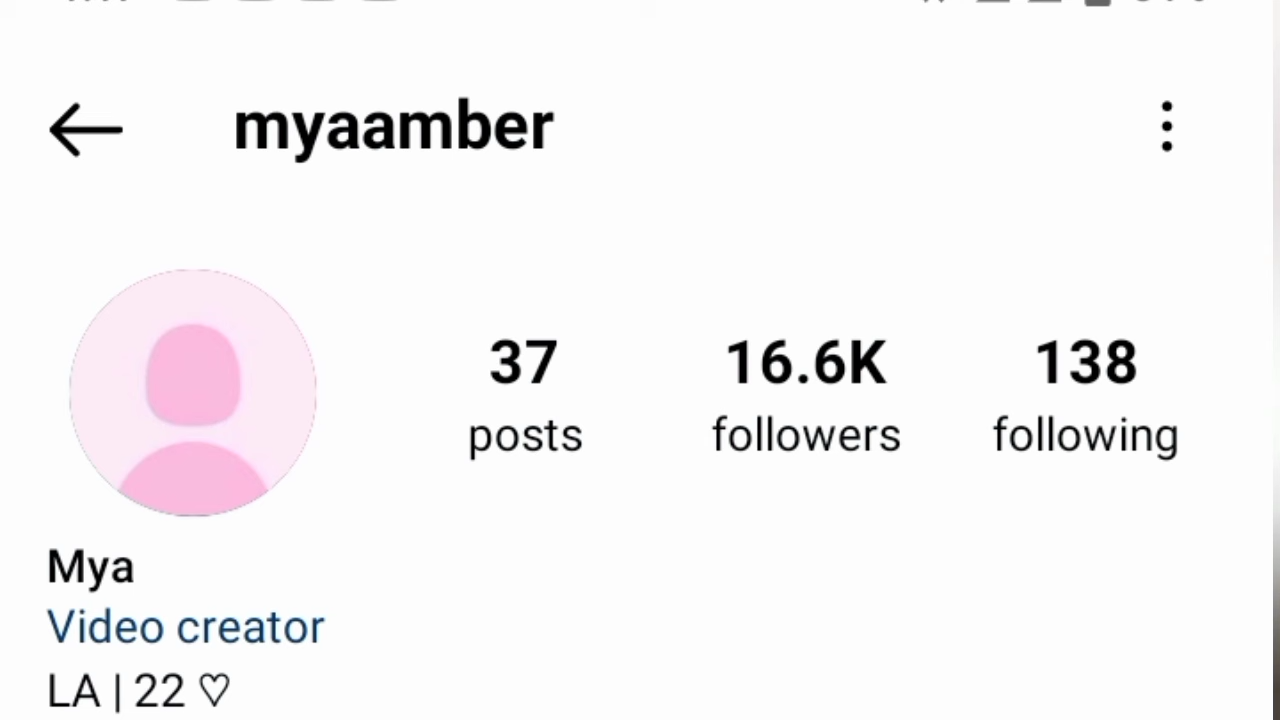 myaamber
37 16.6K 138
posts followers following
Mya
Video creator
LA | 22 ♡